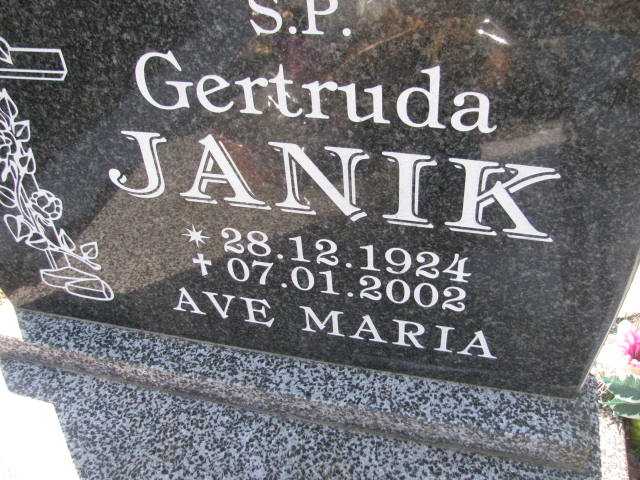 S.P.
Gertruda
JANIK
* 28.12.1924
† 07.01.2002
AVE MARIA